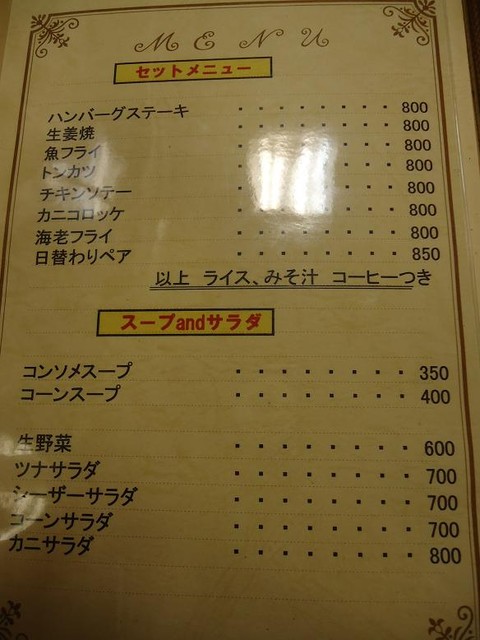 MENU
セットメニュー
ハンバーグステーキ ・・・・・・・・ 800
生姜焼 ・・・・・・・・ 800
魚フライ ・・・・・・・・ 800
トンカツ ・・・・・・・・ 800
チキンソテー ・・・・・・・・ 800
カニコロッケ ・・・・・・・・ 800
海老フライ ・・・・・・・・ 800
日替わりペア ・・・・・・・・ 850
以上 ライス、みそ汁 コーヒーつき
スープandサラダ
コンソメスープ ・・・・・・・・ 350
コーンスープ ・・・・・・・・ 400
生野菜 ・・・・・・・・ 600
ツナサラダ ・・・・・・・・ 700
シーザーサラダ ・・・・・・・・ 700
コーンサラダ ・・・・・・・・ 700
カニサラダ ・・・・・・・・ 800